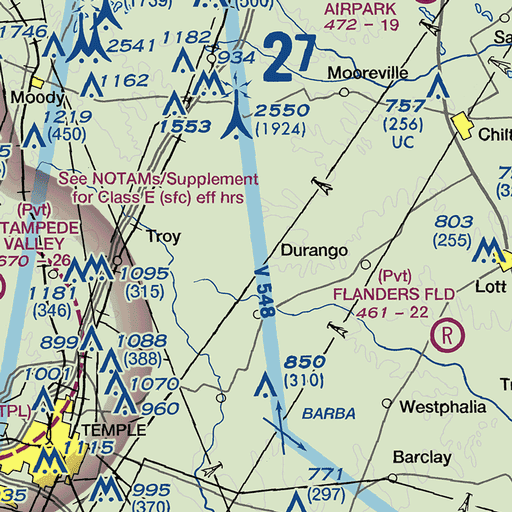 (1739)
(500)
AIRPARK
472 - 19
1746
2541
1182
934
27
Mooreville
1162
Moody
1553
2550
(1924)
757
(256)
UC
1219
(450)
See NOTAMs/Supplement
for Class E (sfc) eff hrs
(Pvt)
VALLEY
26
Troy
803
(255)
Durango
1095
(315)
1181
(346)
V 548
(Pvt)
FLANDERS FLD
461 - 22
Lott
R
899
1088
(388)
1001
1070
960
850
(310)
BARBA
Westphalia
TEMPLE
1115
771
(297)
Barclay
995
(370)